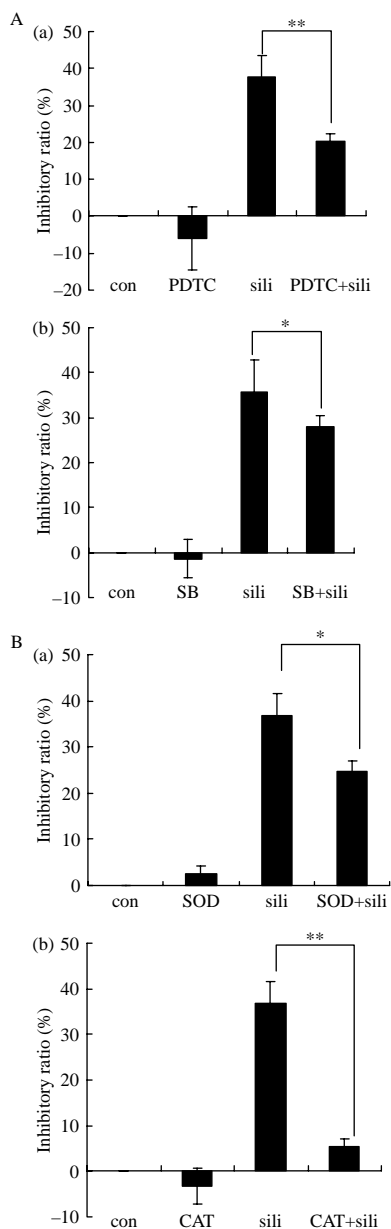 A
(a)
**
50
40
30
20
10
0
–10
–20
Inhibitory ratio (%)
con PDTC sili PDTC+sili
(b)
*
50
40
30
20
10
0
–10
Inhibitory ratio (%)
con SB sili SB+sili
B
(a)
*
50
40
30
20
10
0
Inhibitory ratio (%)
con SOD sili SOD+sili
(b)
**
50
40
30
20
10
0
–10
Inhibitory ratio (%)
con CAT sili CAT+sili